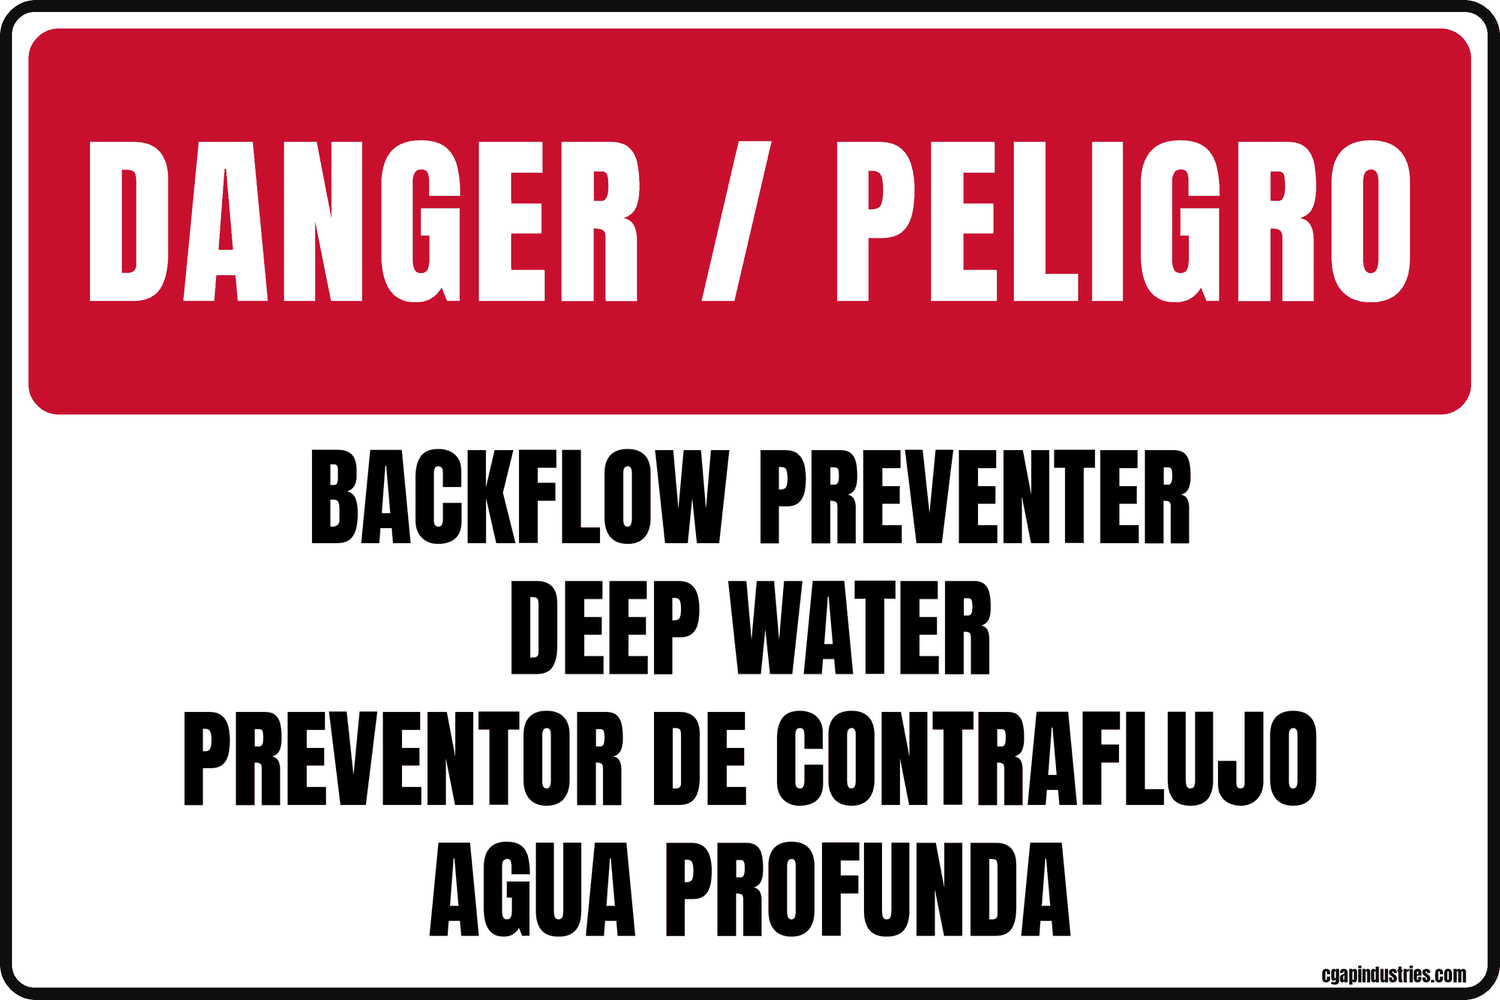 DANGER / PELIGRO
BACKFLOW PREVENTER
DEEP WATER
PREVENTOR DE CONTRAFLUJO
AGUA PROFUNDA
cgapindustries.com